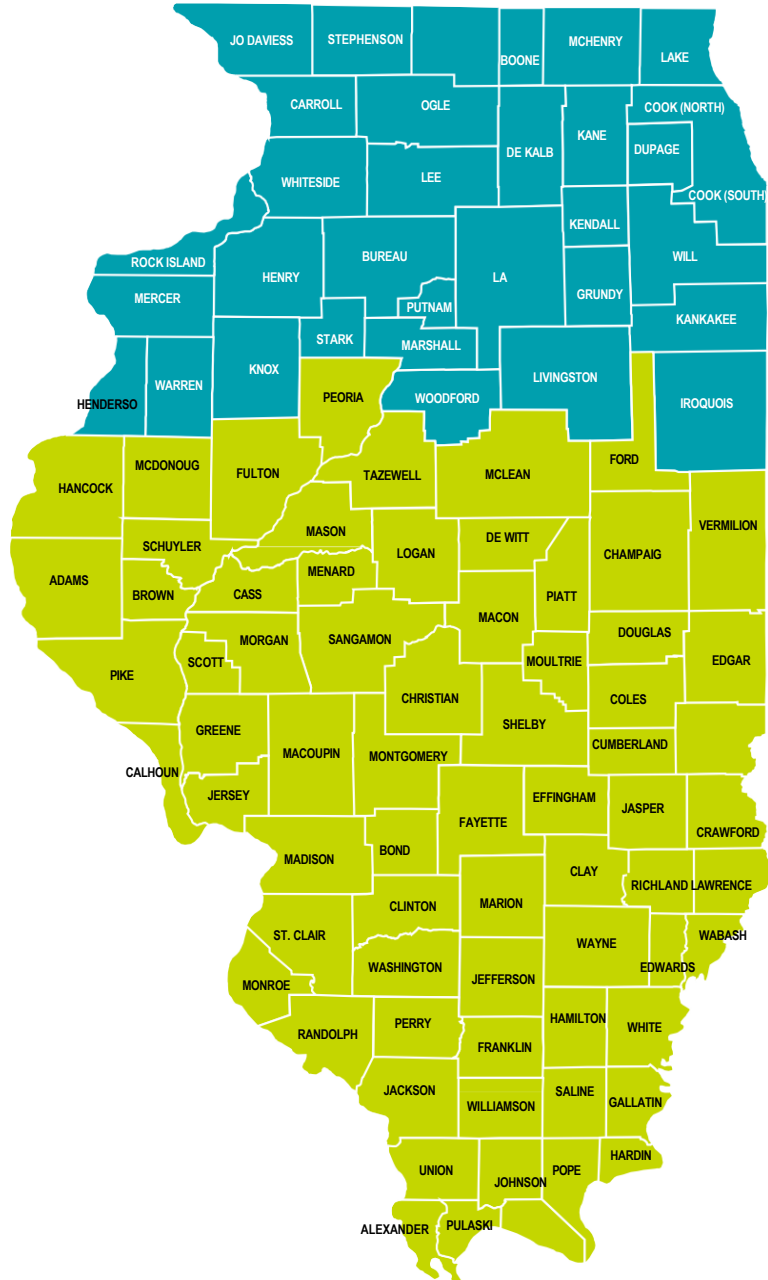 JO DAVIESS
STEPHENSON
BOONE
MCHENRY
LAKE
CARROLL
OGLE
COOK (NORTH)
DE KALB
KANE
DUPAGE
WHITESIDE
LEE
COOK (SOUTH)
KENDALL
ROCK ISLAND
HENRY
BUREAU
LA
WILL
MERCER
PUTNAM
GRUNDY
KANKAKEE
STARK
MARSHALL
HENDERSO
WARREN
KNOX
PEORIA
WOODFORD
LIVINGSTON
IROQUOIS
HANCOCK
MCDONOUG
FULTON
TAZEWELL
MCLEAN
FORD
VERMILION
SCHUYLER
MASON
LOGAN
DE WITT
CHAMPAIG
ADAMS
BROWN
CASS
MENARD
PIATT
MACON
MORGAN
SANGAMON
DOUGLAS
PIKE
SCOTT
MOULTRIE
EDGAR
CHRISTIAN
COLES
GREENE
SHELBY
MACOUPIN
MONTGOMERY
CUMBERLAND
CALHOUN
JERSEY
FAYETTE
EFFINGHAM
JASPER
CRAWFORD
MADISON
BOND
CLAY
RICHLAND
LAWRENCE
CLINTON
MARION
ST. CLAIR
WAYNE
WABASH
WASHINGTON
EDWARDS
MONROE
JEFFERSON
RANDOLPH
PERRY
HAMILTON
WHITE
FRANKLIN
JACKSON
WILLIAMSON
SALINE
GALLATIN
UNION
JOHNSON
POPE
HARDIN
ALEXANDER
PULASKI